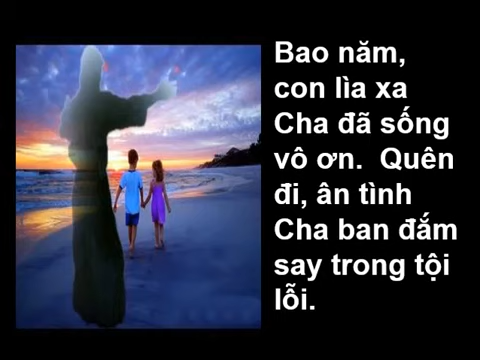 Bao năm,
con lìa xa
Cha đã sống
vô ơn. Quên
đi, ân tình
Cha ban đắm
say trong tội
lỗi.